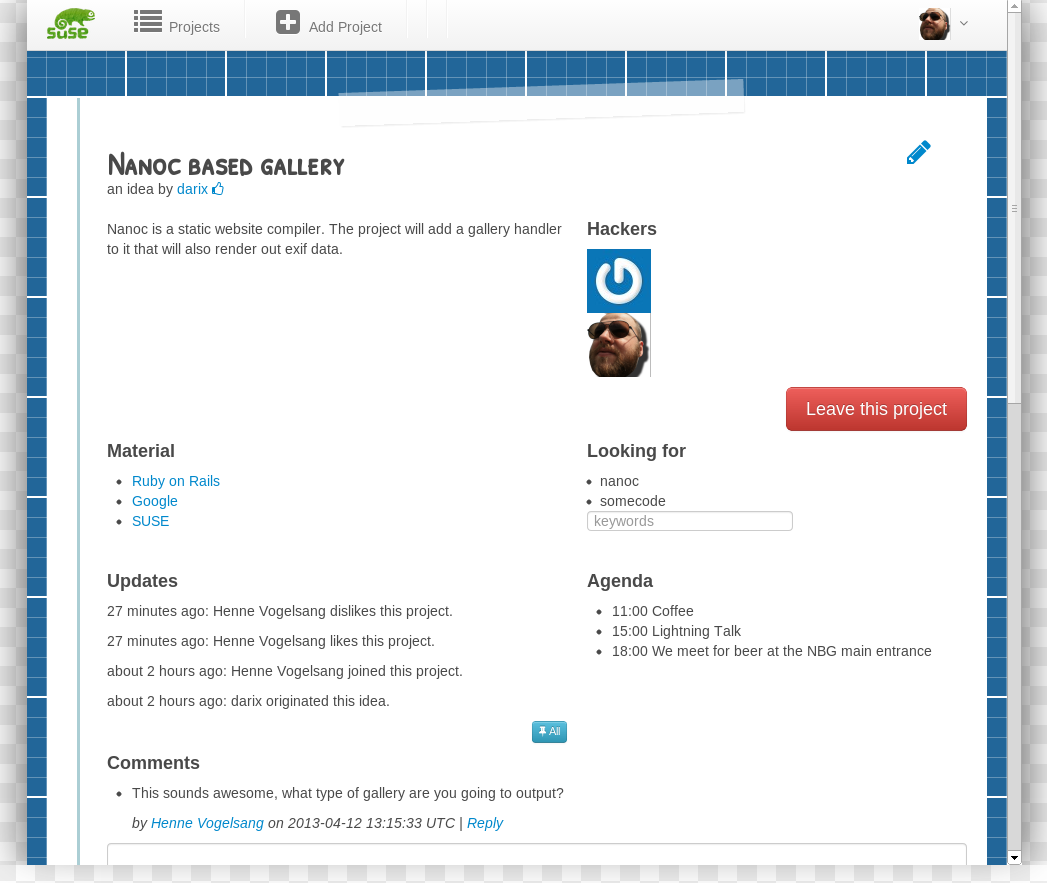 suse
Projects
Add Project
Nanoc based gallery
an idea by darix
Nanoc is a static website compiler. The project will add a gallery handler
to it that will also render out exif data.
Hackers
Leave this project
Material
Ruby on Rails
Google
SUSE
Looking for
nanoc
somecode
keywords
Updates
27 minutes ago: Henne Vogelsang dislikes this project.
27 minutes ago: Henne Vogelsang likes this project.
about 2 hours ago: Henne Vogelsang joined this project.
about 2 hours ago: darix originated this idea.
All
Agenda
11:00 Coffee
15:00 Lightning Talk
18:00 We meet for beer at the NBG main entrance
Comments
This sounds awesome, what type of gallery are you going to output?
by Henne Vogelsang on 2013-04-12 13:15:33 UTC | Reply